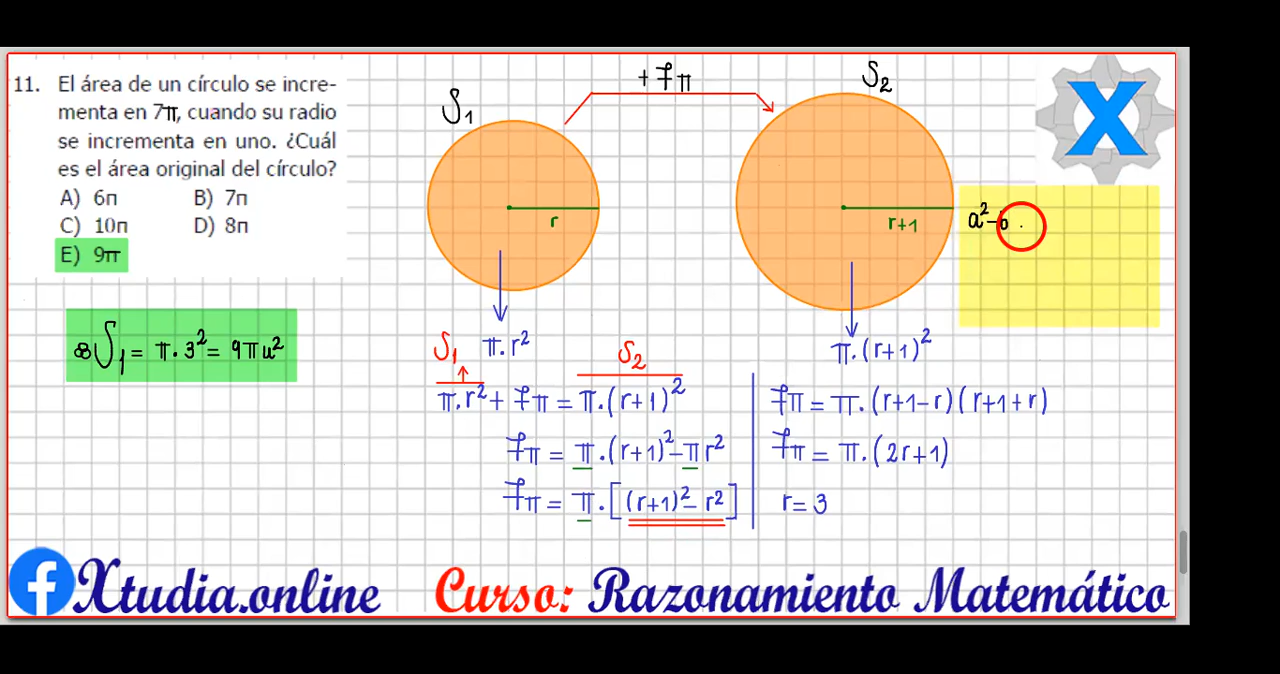 11. El área de un círculo se incre-
menta en 7π, cuando su radio
se incrementa en uno. ¿Cuál
es el área original del círculo?
A) 6π B) 7π
C) 10π D) 8π
E) 9π
S₁
+7π
S₂
X
r
r+1
a²-b
S₁ = π.3² = 9πu²
π.r²
π.(r+1)²
S₁
S₂
π.r² + 7π = π.(r+1)²
7π = π.(r+1)² - πr²
7π = π.[(r+1)² - r²]
7π = π.(r+1-r)(r+1+r)
7π = π.(2r+1)
r = 3
f Xtudia.online Curso: Razonamiento Matemático